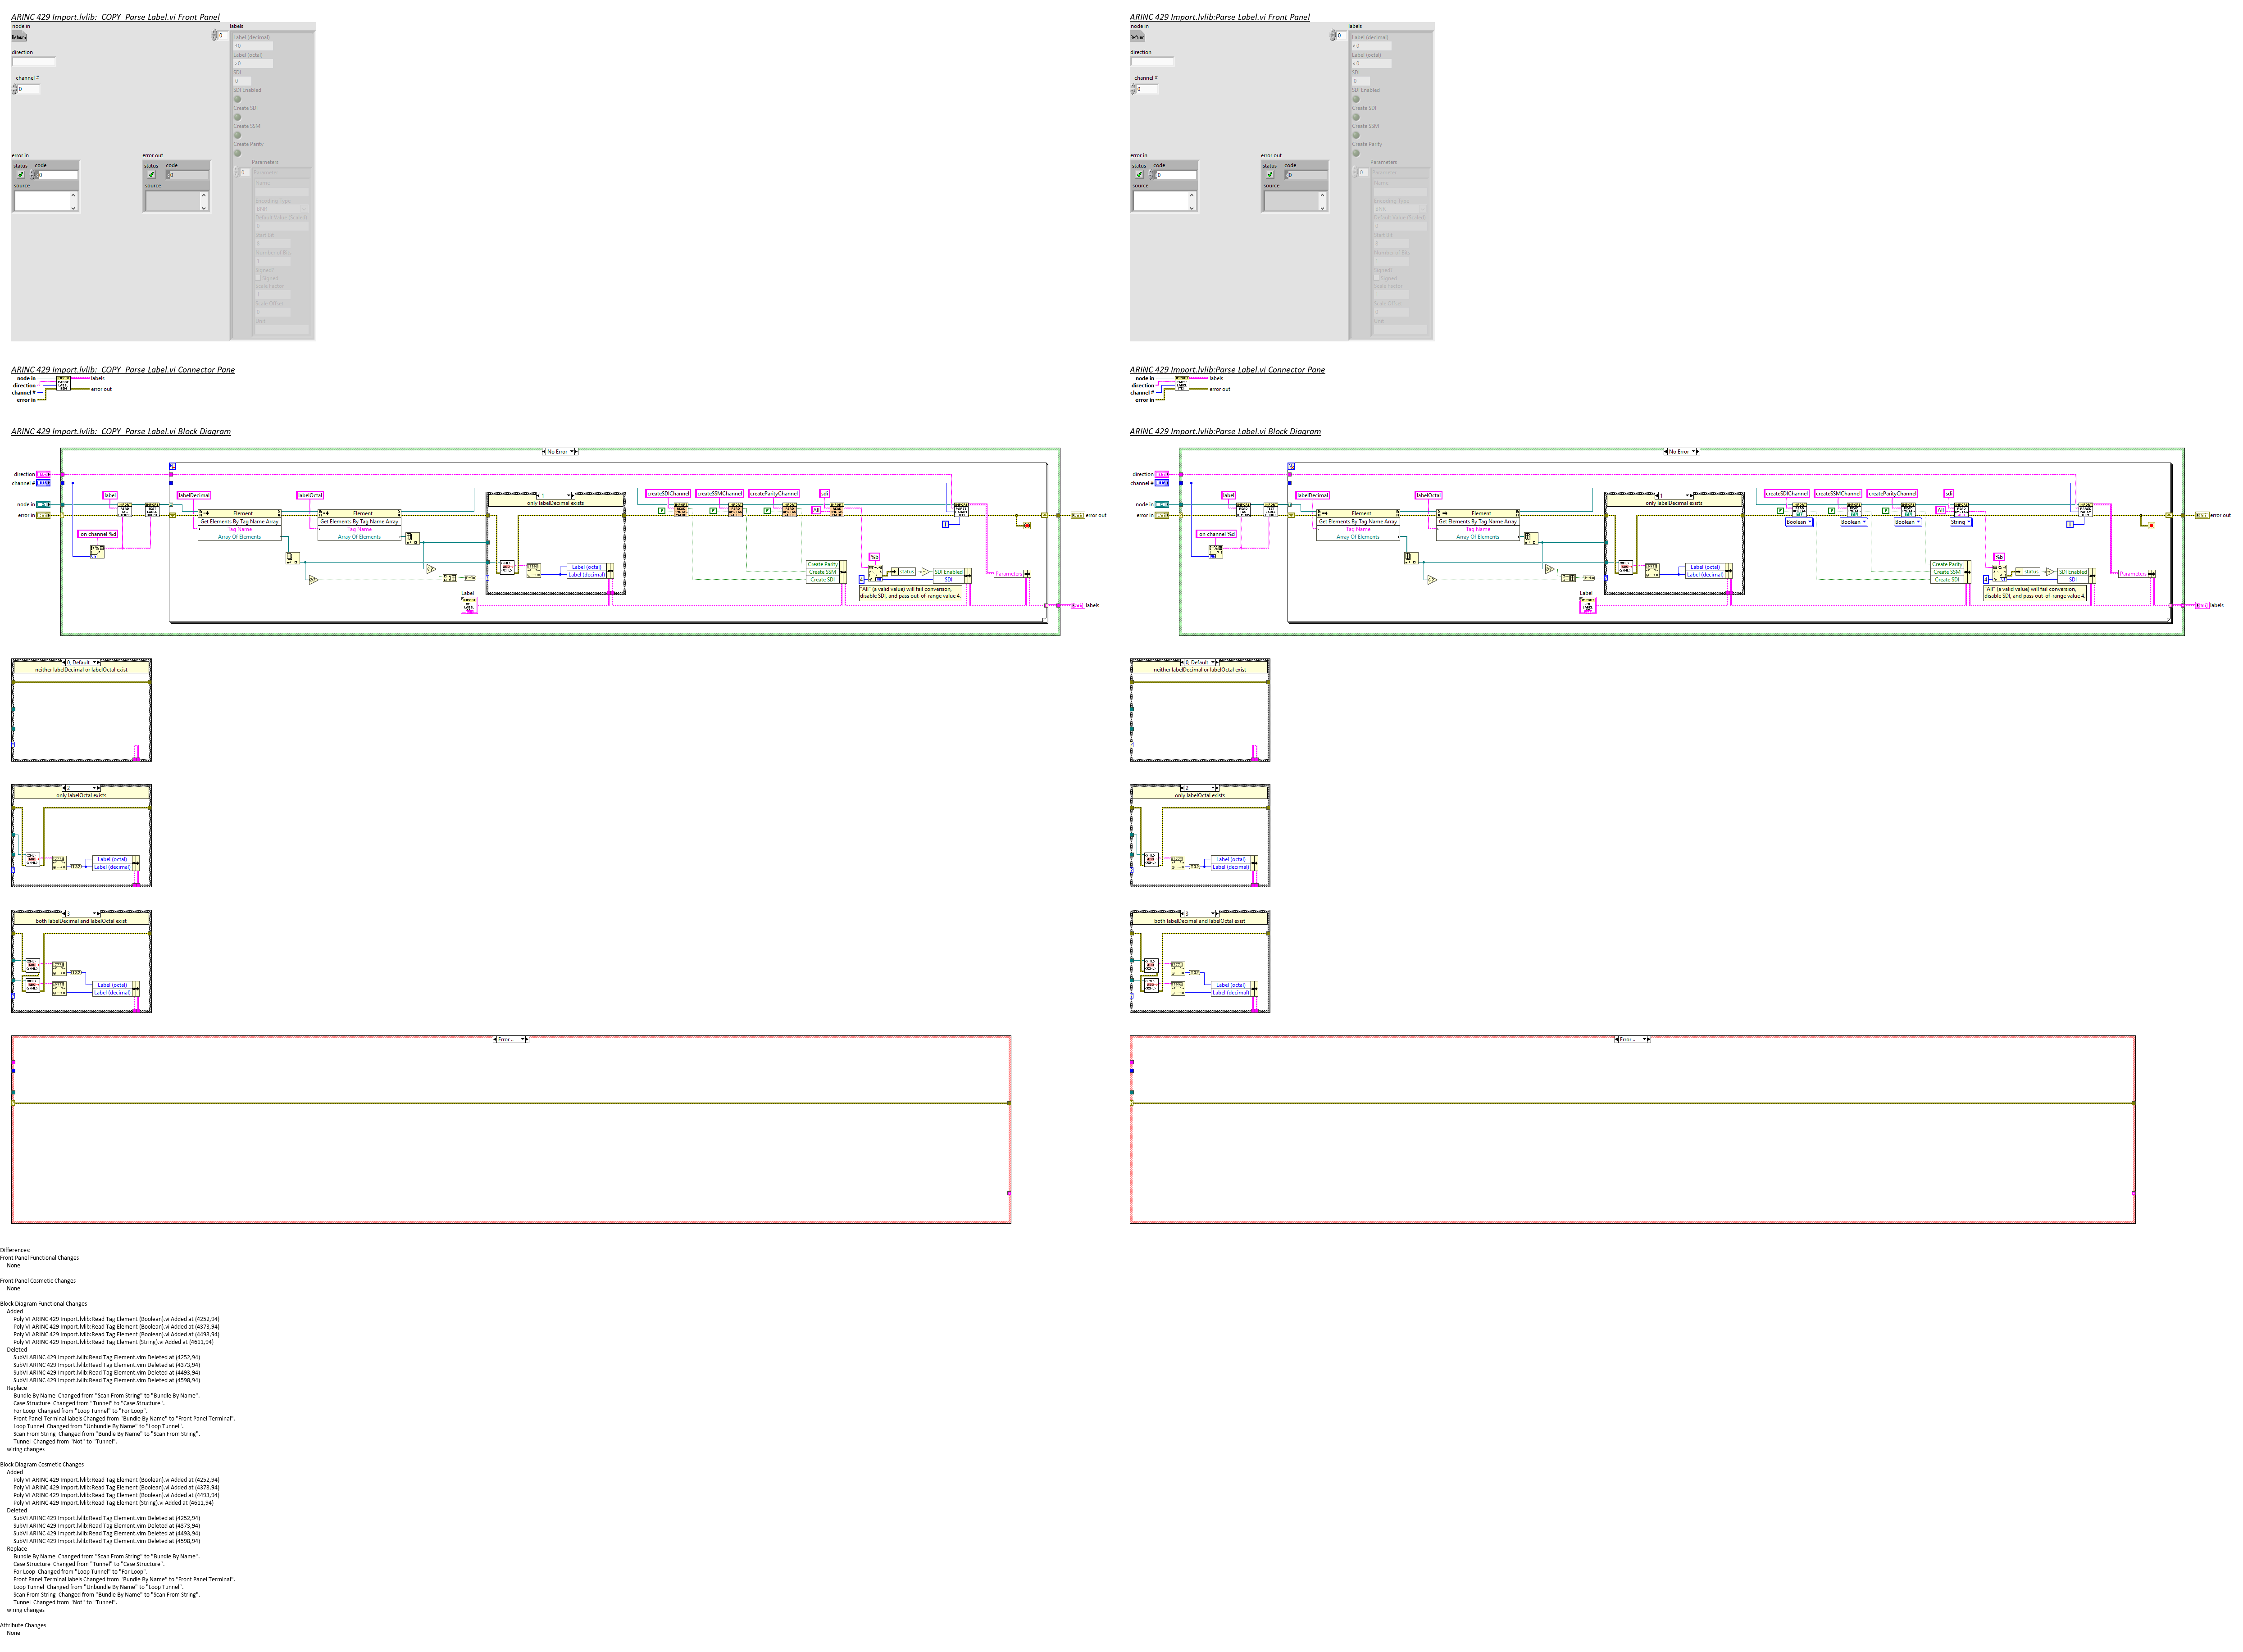 ARINC 429 Import.lvlib:_COPY_Parse Label.vi Front Panel
node in
direction
channel #
0
error in
status code
0
source
error out
status code
0
source
labels
0
Label (decimal)
Label (octal)
SDI
0
SDI Enabled
Create SDI
Create SSM
Create Parity
Parameters
ARINC 429 Import.lvlib:Parse Label.vi Front Panel
node in
direction
channel #
0
error in
status code
0
source
error out
status code
0
source
labels
0
Label (decimal)
Label (octal)
SDI
0
SDI Enabled
Create SDI
Create SSM
Create Parity
Parameters
ARINC 429 Import.lvlib:_COPY_Parse Label.vi Connector Pane
node in
direction
channel #
error in
labels
error out
ARINC 429 Import.lvlib:Parse Label.vi Connector Pane
node in
direction
channel #
error in
labels
error out
ARINC 429 Import.lvlib:_COPY_Parse Label.vi Block Diagram
No Error
direction
channel #
node in
error in
label
on channel %d
labelDecimal
labelOctal
Element
Get Elements By Tag Name Array
Tag Name
Array Of Elements
Element
Get Elements By Tag Name Array
Tag Name
Array Of Elements
1
only labelDecimal exists
Label (octal)
Label (decimal)
Label
createSDIChannel
createSSMChannel
createParityChannel
sdi
All
Create Parity
Create SSM
Create SDI
%b
4
status
SDI Enabled
SDI
"All" (a valid value) will fail conversion,
disable SDI, and pass out-of-range value 4.
Parameters
error out
labels
ARINC 429 Import.lvlib:Parse Label.vi Block Diagram
No Error
direction
channel #
node in
error in
label
on channel %d
labelDecimal
labelOctal
Element
Get Elements By Tag Name Array
Tag Name
Array Of Elements
Element
Get Elements By Tag Name Array
Tag Name
Array Of Elements
1
only labelDecimal exists
Label (octal)
Label (decimal)
Label
createSDIChannel
createSSMChannel
createParityChannel
sdi
All
Boolean
Boolean
Boolean
String
Create Parity
Create SSM
Create SDI
%b
4
status
SDI Enabled
SDI
"All" (a valid value) will fail conversion,
disable SDI, and pass out-of-range value 4.
Parameters
error out
labels
0, Default
neither labelDecimal or labelOctal exist
0, Default
neither labelDecimal or labelOctal exist
2
only labelOctal exists
Label (octal)
Label (decimal)
2
only labelOctal exists
Label (octal)
Label (decimal)
3
both labelDecimal and labelOctal exist
Label (octal)
Label (decimal)
3
both labelDecimal and labelOctal exist
Label (octal)
Label (decimal)
Error ..
Error ..
Differences:
Front Panel Functional Changes
None
Front Panel Cosmetic Changes
None
Block Diagram Functional Changes
Added
Poly VI ARINC 429 Import.lvlib:Read Tag Element (Boolean).vi Added at (4252,94)
Poly VI ARINC 429 Import.lvlib:Read Tag Element (Boolean).vi Added at (4373,94)
Poly VI ARINC 429 Import.lvlib:Read Tag Element (Boolean).vi Added at (4493,94)
Poly VI ARINC 429 Import.lvlib:Read Tag Element (String).vi Added at (4611,94)
Deleted
SubVI ARINC 429 Import.lvlib:Read Tag Element.vim Deleted at (4252,94)
SubVI ARINC 429 Import.lvlib:Read Tag Element.vim Deleted at (4373,94)
SubVI ARINC 429 Import.lvlib:Read Tag Element.vim Deleted at (4493,94)
SubVI ARINC 429 Import.lvlib:Read Tag Element.vim Deleted at (4598,94)
Replace
Bundle By Name Changed from "Scan From String" to "Bundle By Name".
Case Structure Changed from "Tunnel" to "Case Structure".
For Loop Changed from "Loop Tunnel" to "For Loop".
Front Panel Terminal labels Changed from "Bundle By Name" to "Front Panel Terminal".
Loop Tunnel Changed from "Unbundle By Name" to "Loop Tunnel".
Scan From String Changed from "Bundle By Name" to "Scan From String".
Tunnel Changed from "Not" to "Tunnel".
wiring changes
Block Diagram Cosmetic Changes
Added
Poly VI ARINC 429 Import.lvlib:Read Tag Element (Boolean).vi Added at (4252,94)
Poly VI ARINC 429 Import.lvlib:Read Tag Element (Boolean).vi Added at (4373,94)
Poly VI ARINC 429 Import.lvlib:Read Tag Element (Boolean).vi Added at (4493,94)
Poly VI ARINC 429 Import.lvlib:Read Tag Element (String).vi Added at (4611,94)
Deleted
SubVI ARINC 429 Import.lvlib:Read Tag Element.vim Deleted at (4252,94)
SubVI ARINC 429 Import.lvlib:Read Tag Element.vim Deleted at (4373,94)
SubVI ARINC 429 Import.lvlib:Read Tag Element.vim Deleted at (4493,94)
SubVI ARINC 429 Import.lvlib:Read Tag Element.vim Deleted at (4598,94)
Replace
Bundle By Name Changed from "Scan From String" to "Bundle By Name".
Case Structure Changed from "Tunnel" to "Case Structure".
For Loop Changed from "Loop Tunnel" to "For Loop".
Front Panel Terminal labels Changed from "Bundle By Name" to "Front Panel Terminal".
Loop Tunnel Changed from "Unbundle By Name" to "Loop Tunnel".
Scan From String Changed from "Bundle By Name" to "Scan From String".
Tunnel Changed from "Not" to "Tunnel".
wiring changes
Attribute Changes
None